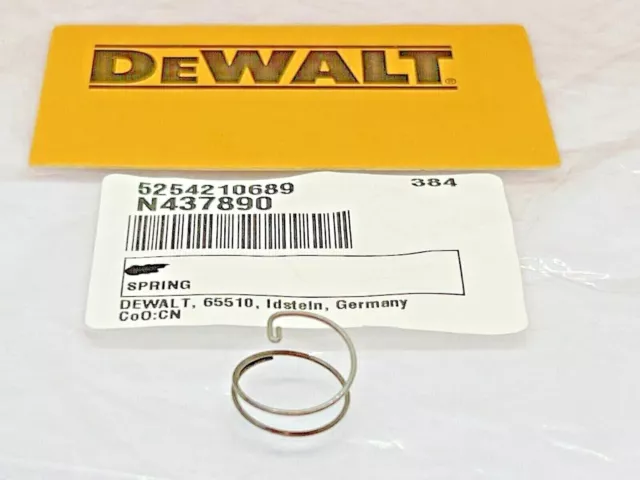 DEWALT®
5254210689 384
N437890
SPRING
DEWALT, 65510, Idstein, Germany
CoO:CN